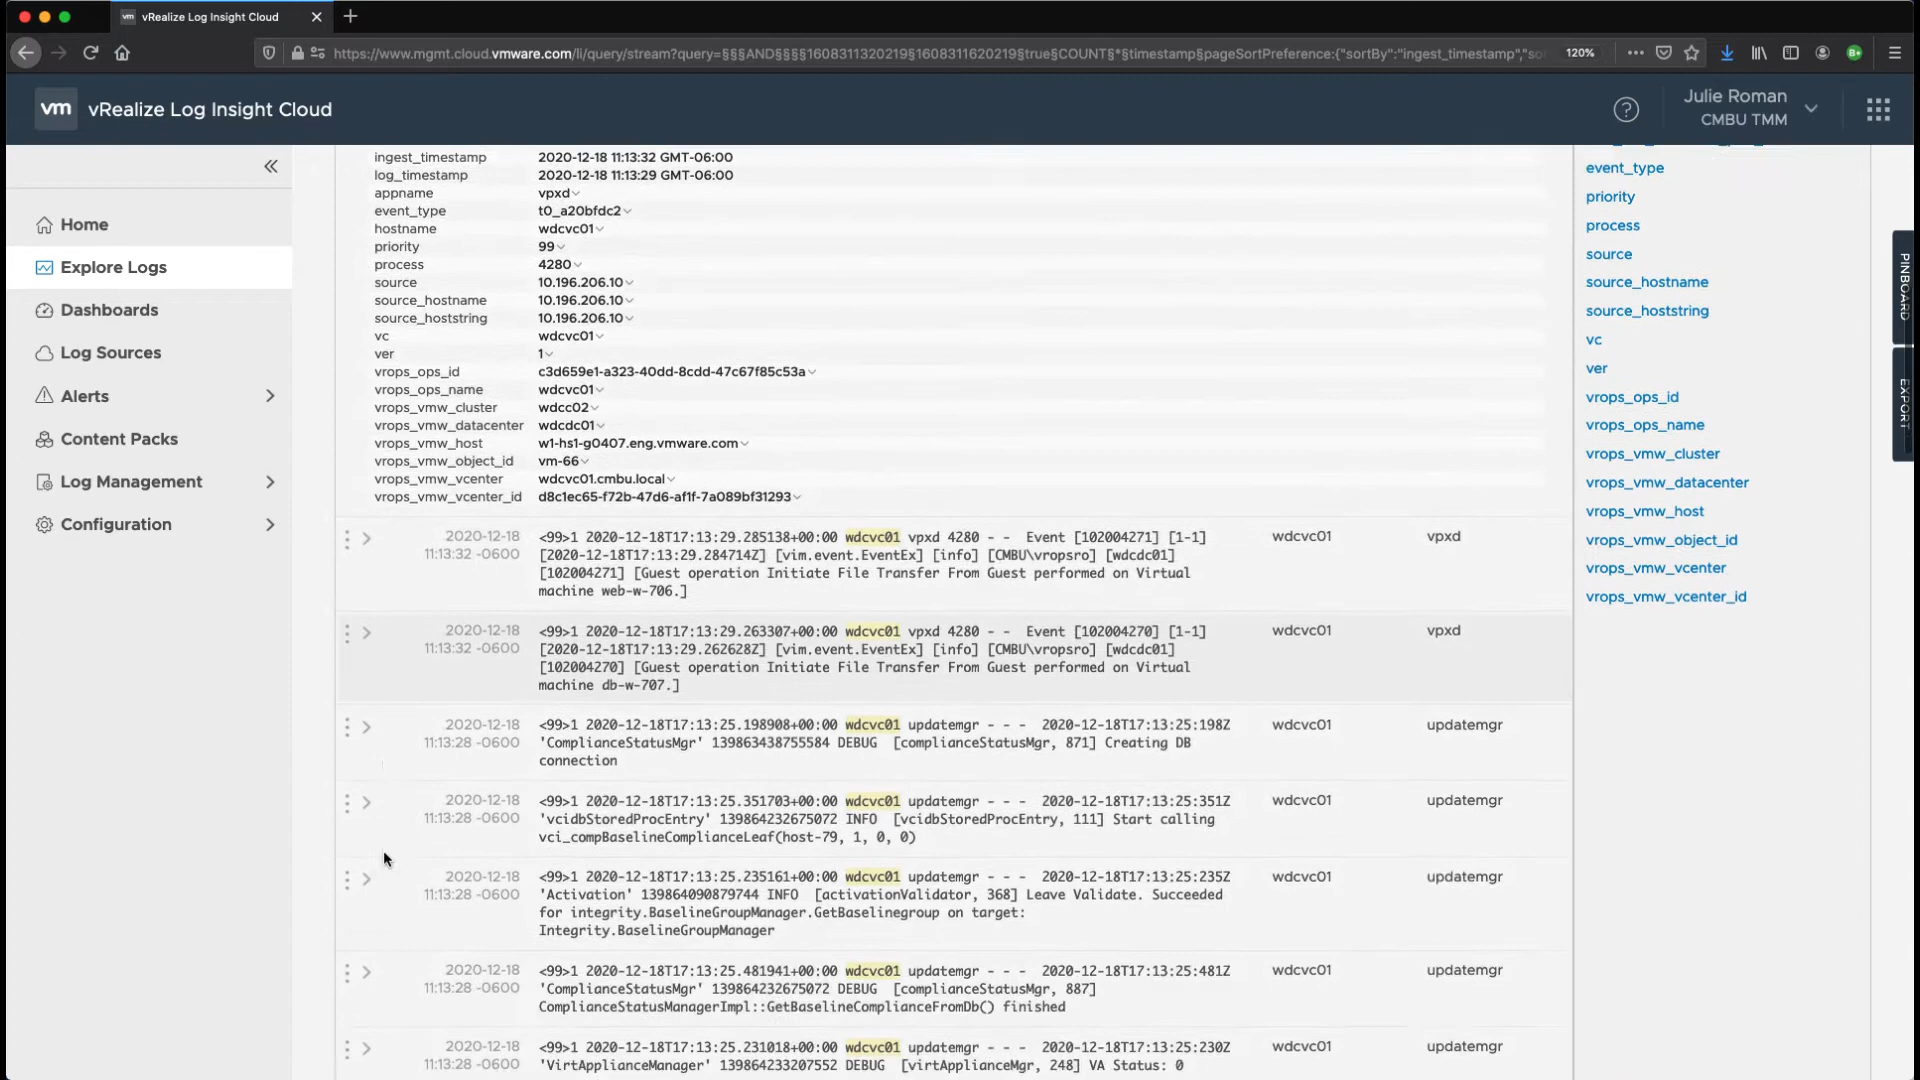 vRealize Log Insight Cloud
https://www.mgmt.cloud.vmware.com/li/query/stream?query=§§§AND§§§§1608311320219§1608311620219§true§COUNT§*§timestamp§pageSortPreference:{"sortBy":"ingest_timestamp","so
120%
vm vRealize Log Insight Cloud
Julie Roman
CMBU TMM
Home
Explore Logs
Dashboards
Log Sources
Alerts
Content Packs
Log Management
Configuration
ingest_timestamp 2020-12-18 11:13:32 GMT-06:00
log_timestamp 2020-12-18 11:13:29 GMT-06:00
appname vpxd
event_type t0_a20bfdc2
hostname wdcvc01
priority 99
process 4280
source 10.196.206.10
source_hostname 10.196.206.10
source_hoststring 10.196.206.10
vc wdcvc01
ver 1
vrops_ops_id c3d659e1-a323-40dd-8cdd-47c67f85c53a
vrops_ops_name wdcvc01
vrops_vmw_cluster wdcc02
vrops_vmw_datacenter wdcdc01
vrops_vmw_host w1-hs1-g0407.eng.vmware.com
vrops_vmw_object_id vm-66
vrops_vmw_vcenter wdcvc01.cmbu.local
vrops_vmw_vcenter_id d8c1ec65-f72b-47d6-af1f-7a089bf31293
2020-12-18 <99>1 2020-12-18T17:13:29.285138+00:00 wdcvc01 vpxd 4280 - - Event [102004271] [1-1] wdcvc01 vpxd
11:13:32 -0600 [2020-12-18T17:13:29.284714Z] [vim.event.EventEx] [info] [CMBU\vropsro] [wdcdc01]
[102004271] [Guest operation Initiate File Transfer From Guest performed on Virtual
machine web-w-706.]
2020-12-18 <99>1 2020-12-18T17:13:29.263307+00:00 wdcvc01 vpxd 4280 - - Event [102004270] [1-1] wdcvc01 vpxd
11:13:32 -0600 [2020-12-18T17:13:29.262628Z] [vim.event.EventEx] [info] [CMBU\vropsro] [wdcdc01]
[102004270] [Guest operation Initiate File Transfer From Guest performed on Virtual
machine db-w-707.]
2020-12-18 <99>1 2020-12-18T17:13:25.198908+00:00 wdcvc01 updatemgr - - - 2020-12-18T17:13:25:198Z wdcvc01 updatemgr
11:13:28 -0600 'ComplianceStatusMgr' 139863438755584 DEBUG [complianceStatusMgr, 871] Creating DB
connection
2020-12-18 <99>1 2020-12-18T17:13:25.351703+00:00 wdcvc01 updatemgr - - - 2020-12-18T17:13:25:351Z wdcvc01 updatemgr
11:13:28 -0600 'vcidbStoredProcEntry' 139864232675072 INFO [vcidbStoredProcEntry, 111] Start calling
vci_compBaselineComplianceLeaf(host-79, 1, 0, 0)
2020-12-18 <99>1 2020-12-18T17:13:25.235161+00:00 wdcvc01 updatemgr - - - 2020-12-18T17:13:25:235Z wdcvc01 updatemgr
11:13:28 -0600 'Activation' 139864090879744 INFO [activationValidator, 368] Leave Validate. Succeeded
for integrity.BaselineGroupManager.GetBaselinegroup on target:
Integrity.BaselineGroupManager
2020-12-18 <99>1 2020-12-18T17:13:25.481941+00:00 wdcvc01 updatemgr - - - 2020-12-18T17:13:25:481Z wdcvc01 updatemgr
11:13:28 -0600 'ComplianceStatusMgr' 139864232675072 DEBUG [complianceStatusMgr, 887]
ComplianceStatusManagerImpl::GetBaselineComplianceFromDb() finished
2020-12-18 <99>1 2020-12-18T17:13:25.231018+00:00 wdcvc01 updatemgr - - - 2020-12-18T17:13:25:230Z wdcvc01 updatemgr
11:13:28 -0600 'VirtApplianceManager' 139864233207552 DEBUG [virtApplianceMgr, 248] VA Status: 0
event_type
priority
process
source
source_hostname
source_hoststring
vc
ver
vrops_ops_id
vrops_ops_name
vrops_vmw_cluster
vrops_vmw_datacenter
vrops_vmw_host
vrops_vmw_object_id
vrops_vmw_vcenter
vrops_vmw_vcenter_id
PINBOARD
EXPORT